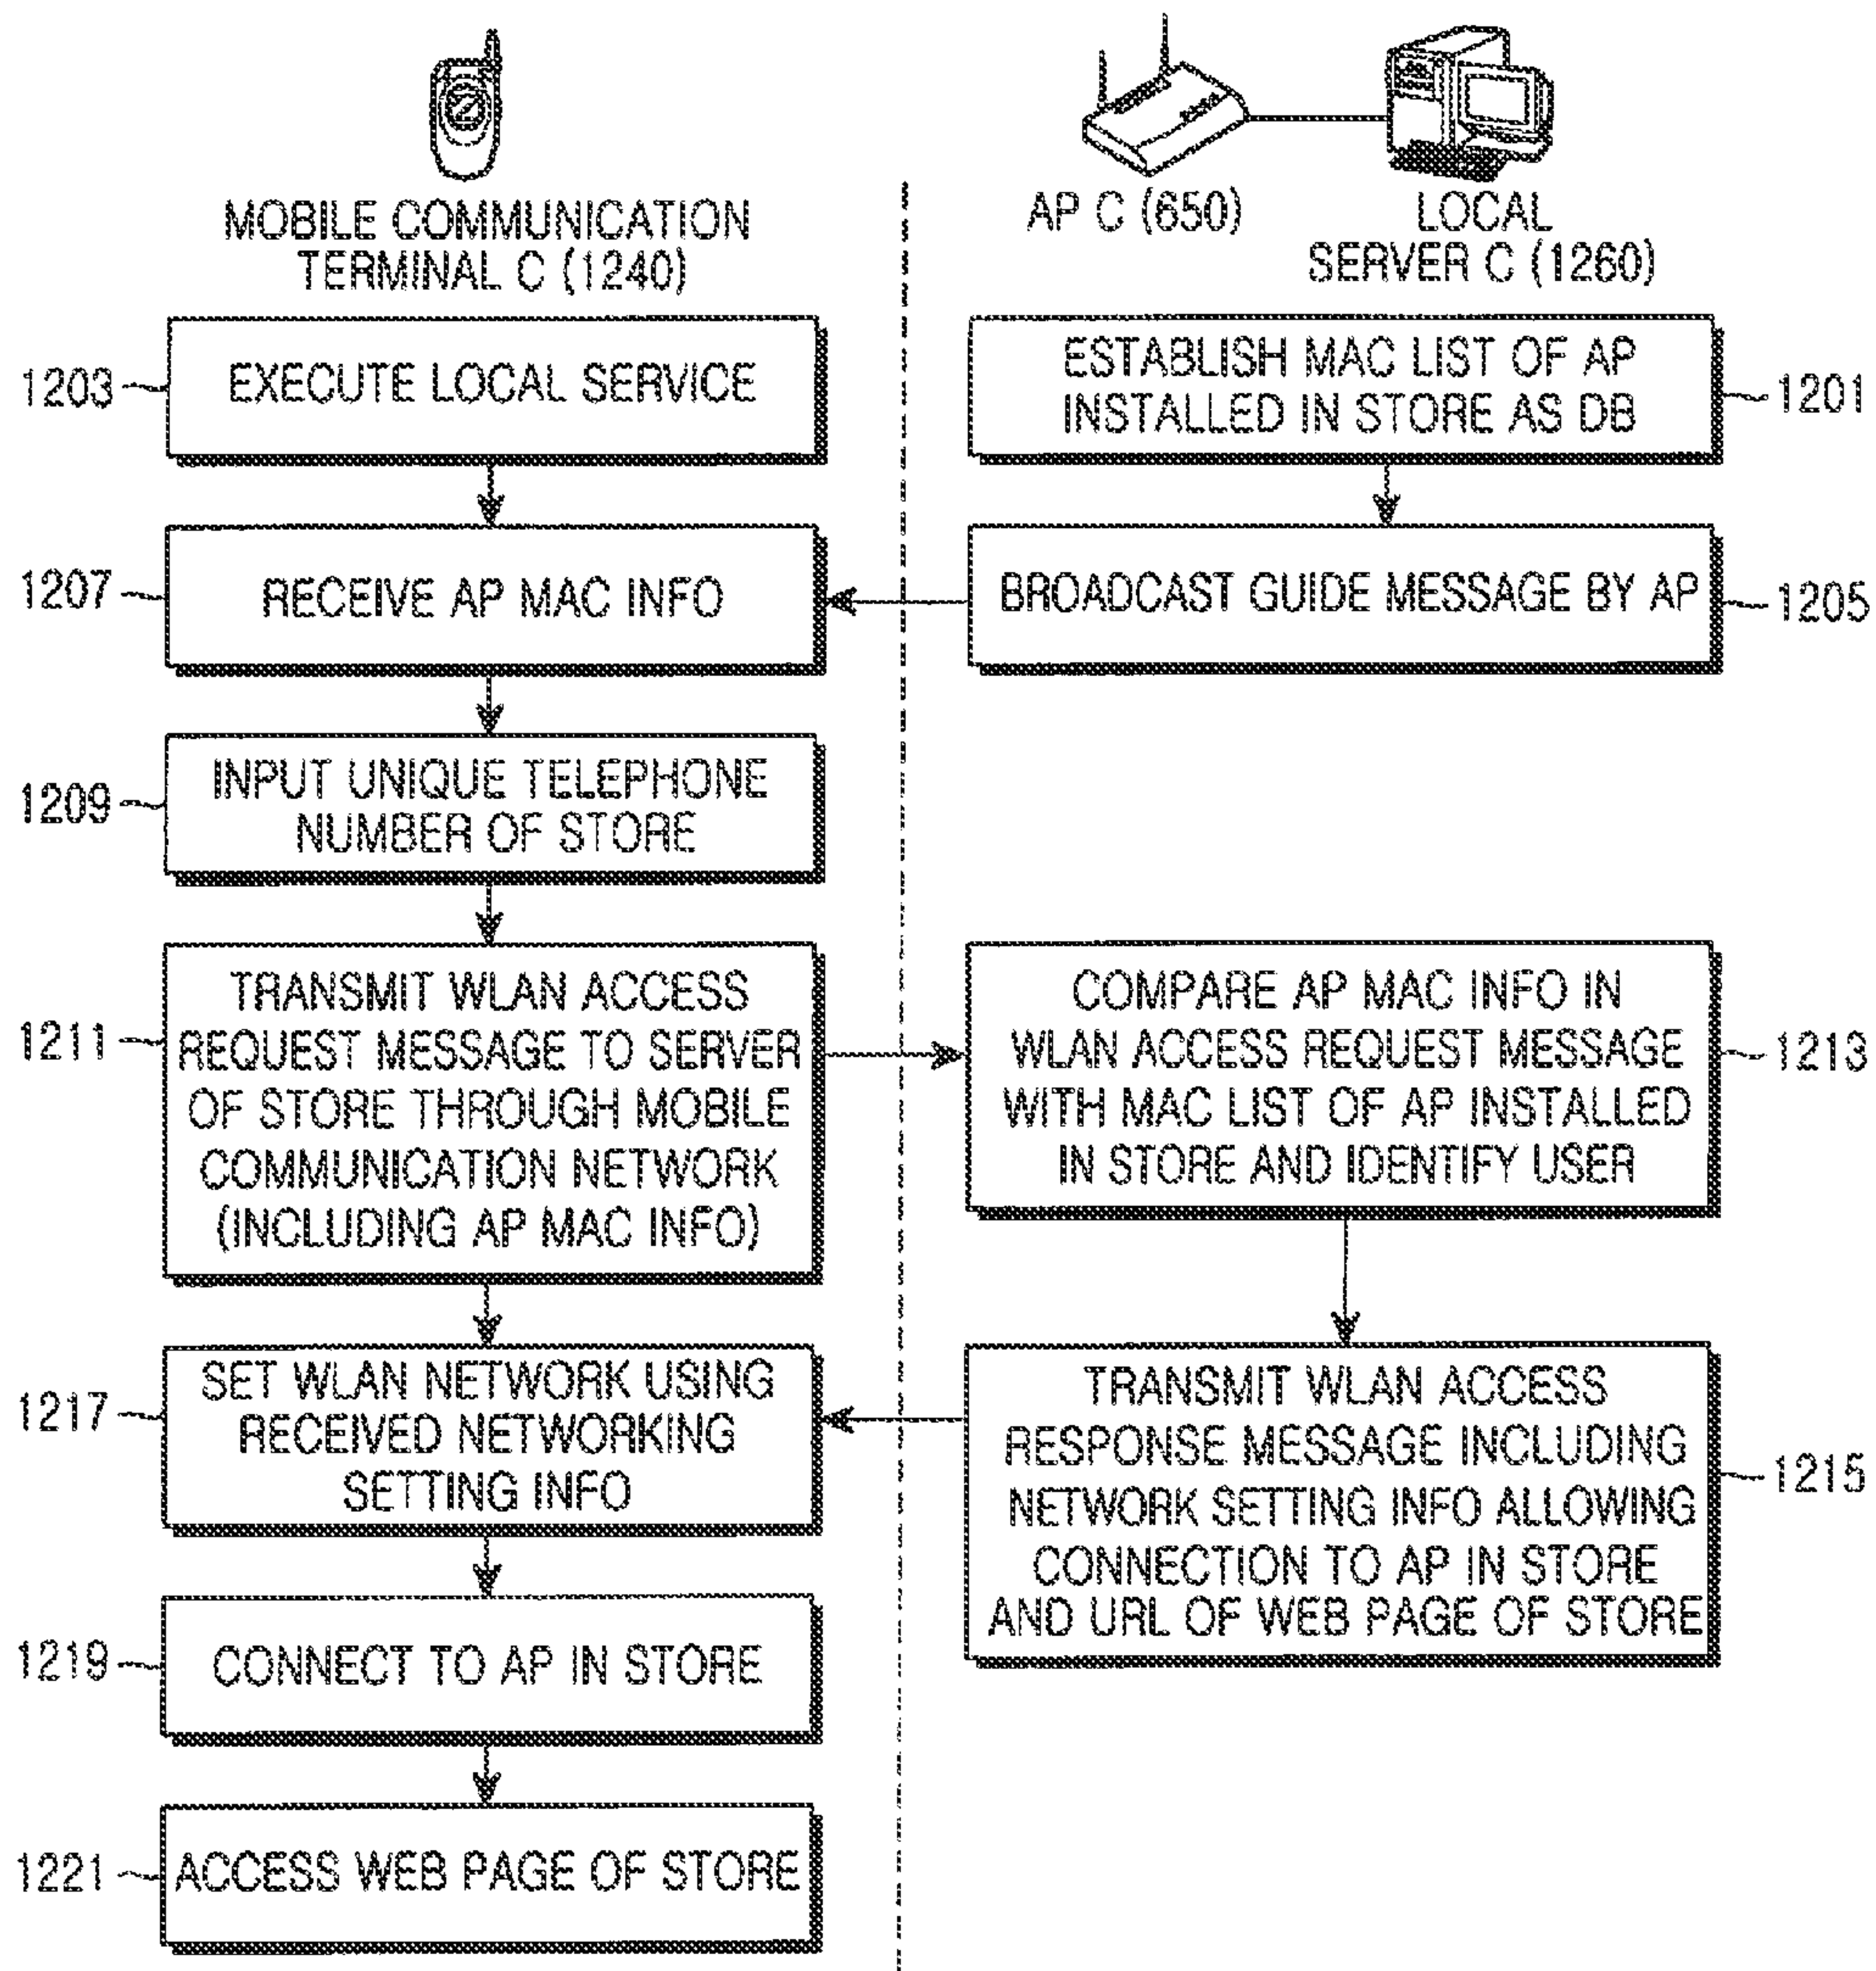 MOBILE COMMUNICATION
TERMINAL C (1240)
AP C (650)
LOCAL
SERVER C (1260)
1203
EXECUTE LOCAL SERVICE
ESTABLISH MAC LIST OF AP
INSTALLED IN STORE AS DB
1201
1207
RECEIVE AP MAC INFO
BROADCAST GUIDE MESSAGE BY AP
1205
1209
INPUT UNIQUE TELEPHONE
NUMBER OF STORE
1211
TRANSMIT WLAN ACCESS
REQUEST MESSAGE TO SERVER
OF STORE THROUGH MOBILE
COMMUNICATION NETWORK
(INCLUDING AP MAC INFO)
COMPARE AP MAC INFO IN
WLAN ACCESS REQUEST MESSAGE
WITH MAC LIST OF AP INSTALLED
IN STORE AND IDENTIFY USER
1213
1217
SET WLAN NETWORK USING
RECEIVED NETWORKING
SETTING INFO
TRANSMIT WLAN ACCESS
RESPONSE MESSAGE INCLUDING
NETWORK SETTING INFO ALLOWING
CONNECTION TO AP IN STORE
AND URL OF WEB PAGE OF STORE
1215
1219
CONNECT TO AP IN STORE
1221
ACCESS WEB PAGE OF STORE